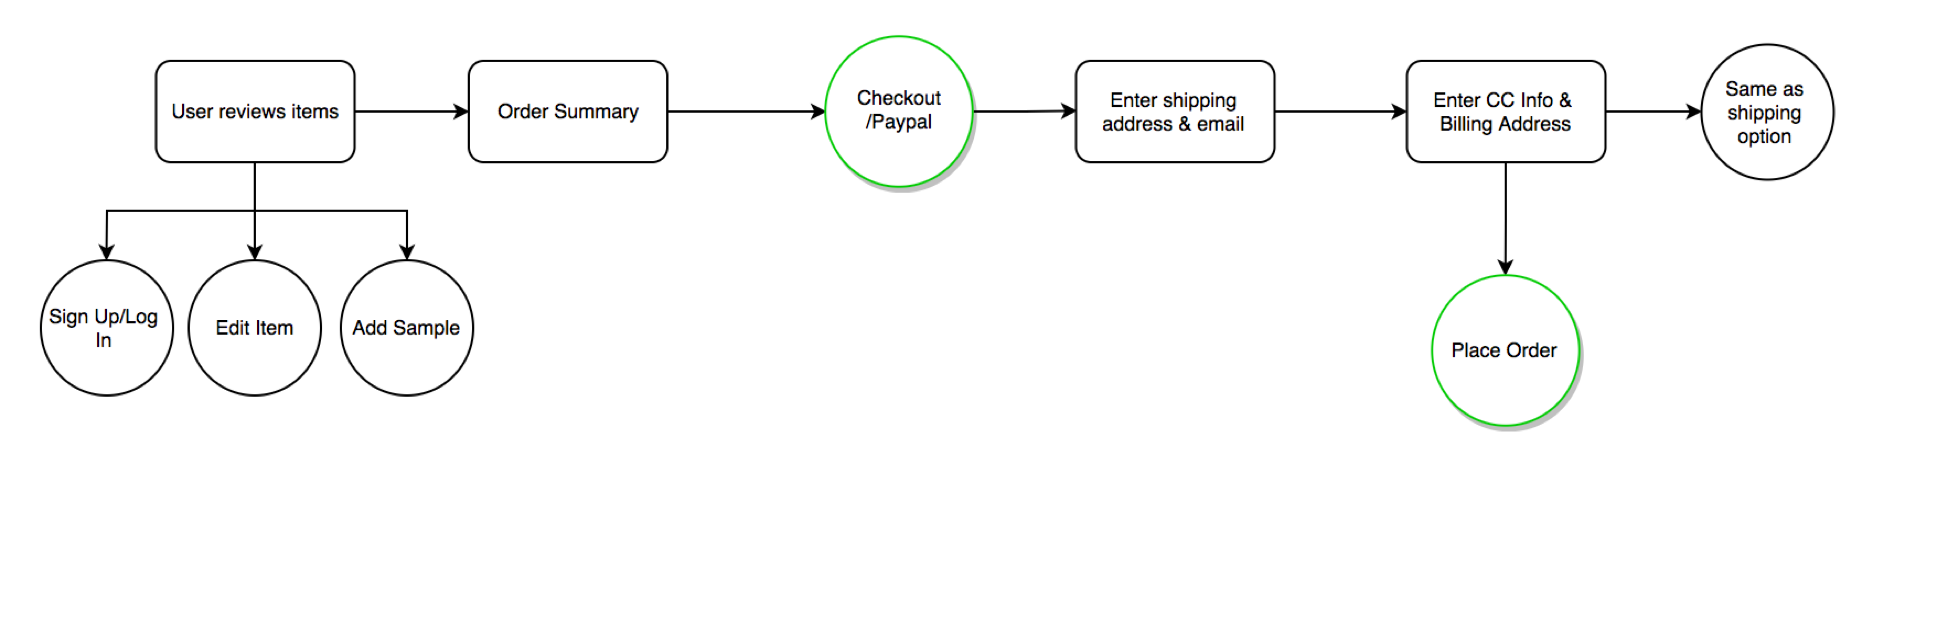 User reviews items
Order Summary
Checkout
/Paypal
Enter shipping
address & email
Enter CC Info &
Billing Address
Same as
shipping
option
Sign Up/Log
In
Edit Item
Add Sample
Place Order